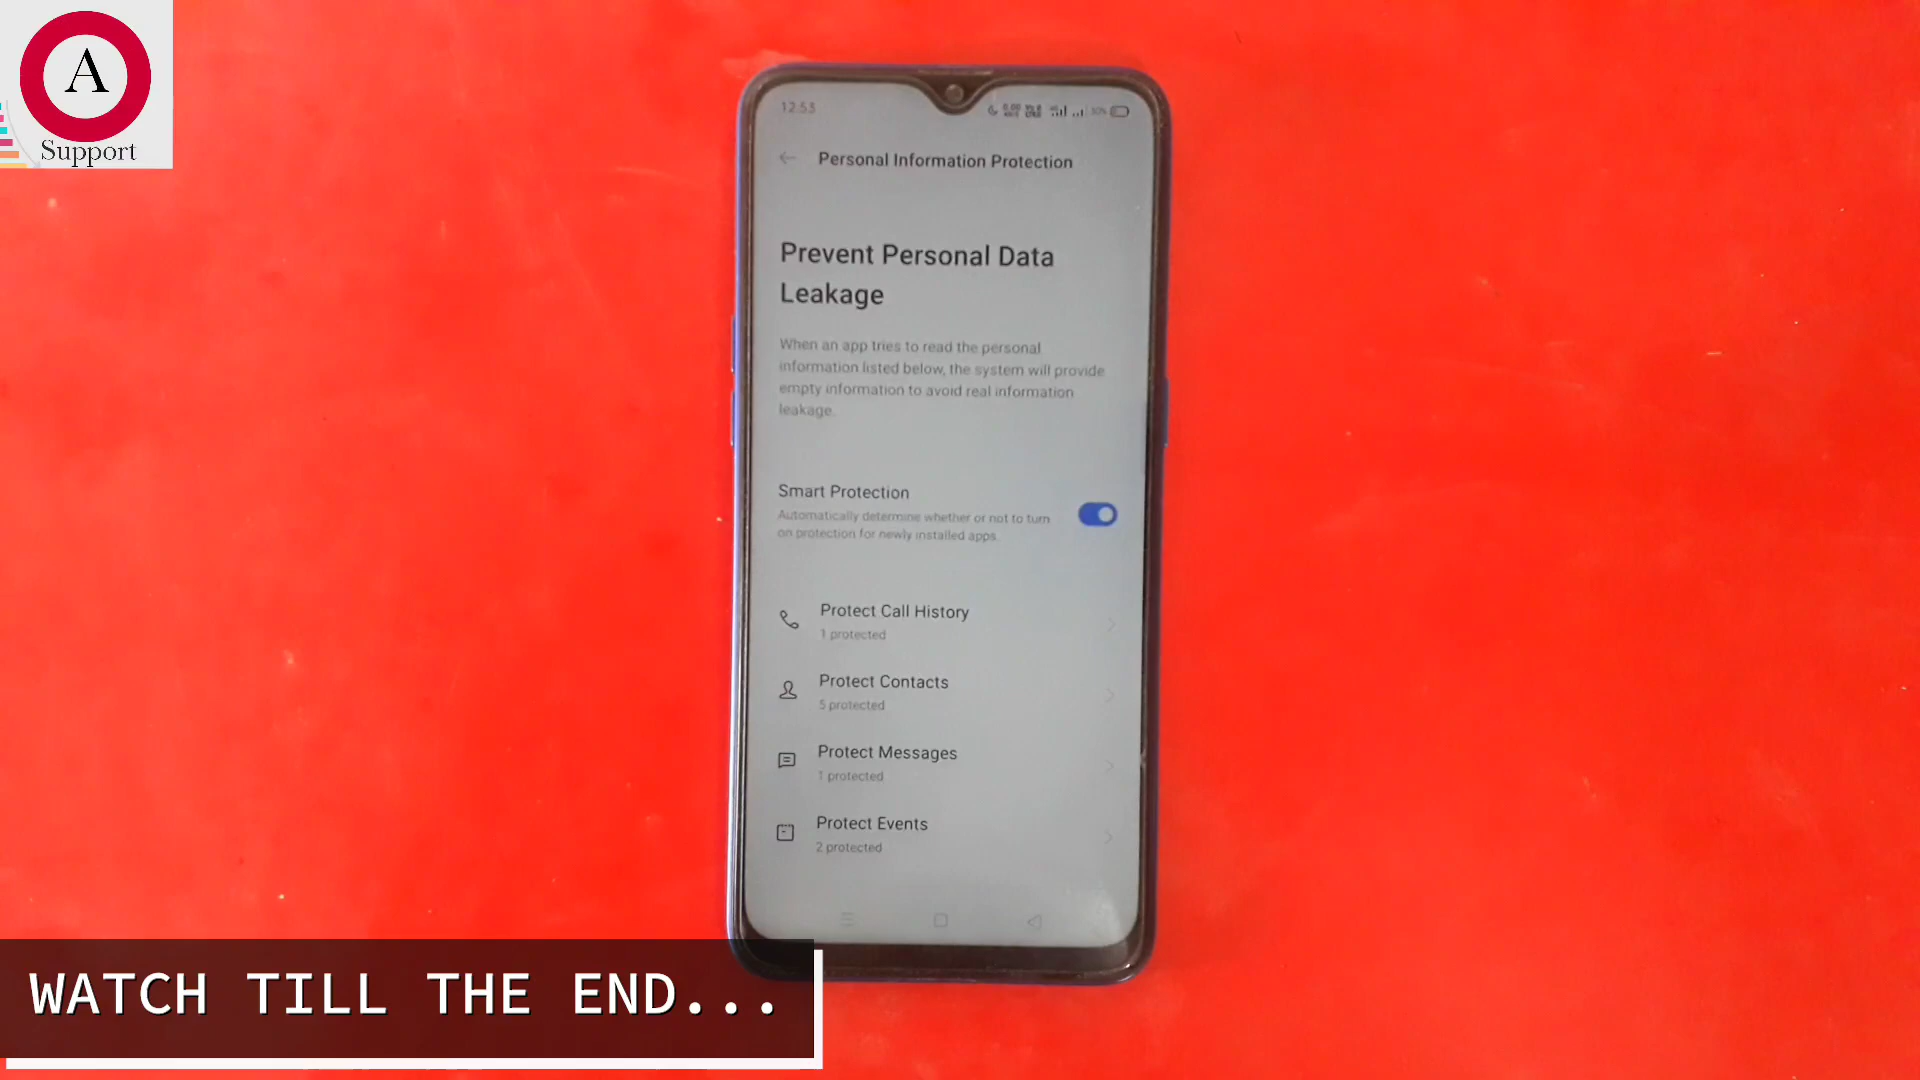 A
Support
12:53
30%
Personal Information Protection
Prevent Personal Data
Leakage
When an app tries to read the personal
information listed below, the system will provide
empty information to avoid real information
leakage.
Smart Protection
Automatically determine whether or not to turn
on protection for newly installed apps.
Protect Call History
1 protected
Protect Contacts
5 protected
Protect Messages
1 protected
Protect Events
2 protected
WATCH TILL THE END...